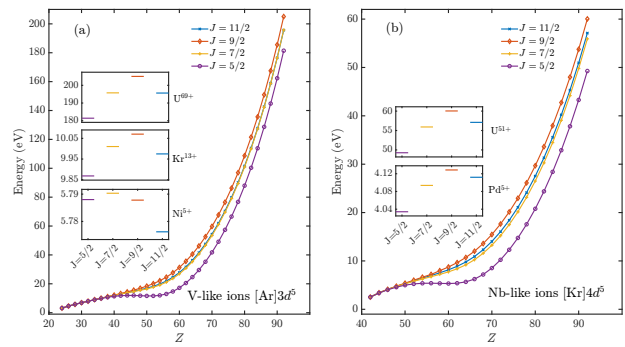 (a)
J = 11/2
J = 9/2
J = 7/2
J = 5/2
Energy (eV)
200
180
160
140
120
100
80
60
40
20
0
200
190
180
U69+
10.05
9.95
9.85
Kr13+
5.79
5.78
Ni5+
J=5/2
J=7/2
J=9/2
J=11/2
V-like ions [Ar]3d5
20 30 40 50 60 70 80 90
Z
(b)
J = 11/2
J = 9/2
J = 7/2
J = 5/2
Energy (eV)
60
50
40
30
20
10
0
60
55
50
U51+
4.12
4.08
4.04
Pd5+
J=5/2
J=7/2
J=9/2
J=11/2
Nb-like ions [Kr]4d5
40 50 60 70 80 90
Z